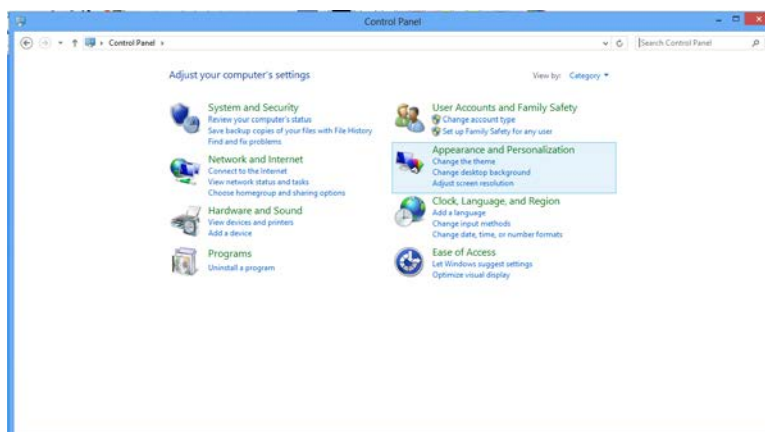 Control Panel
Control Panel
Search Control Panel
Adjust your computer's settings
View by: Category
System and Security
Review your computer's status
Save backup copies of your files with File History
Find and fix problems
Network and Internet
Connect to the Internet
View network status and tasks
Choose homegroup and sharing options
Hardware and Sound
View devices and printers
Add a device
Programs
Uninstall a program
User Accounts and Family Safety
Change account type
Set up Family Safety for any user
Appearance and Personalization
Change the theme
Change desktop background
Adjust screen resolution
Clock, Language, and Region
Add a language
Change input methods
Change date, time, or number formats
Ease of Access
Let Windows suggest settings
Optimize visual display